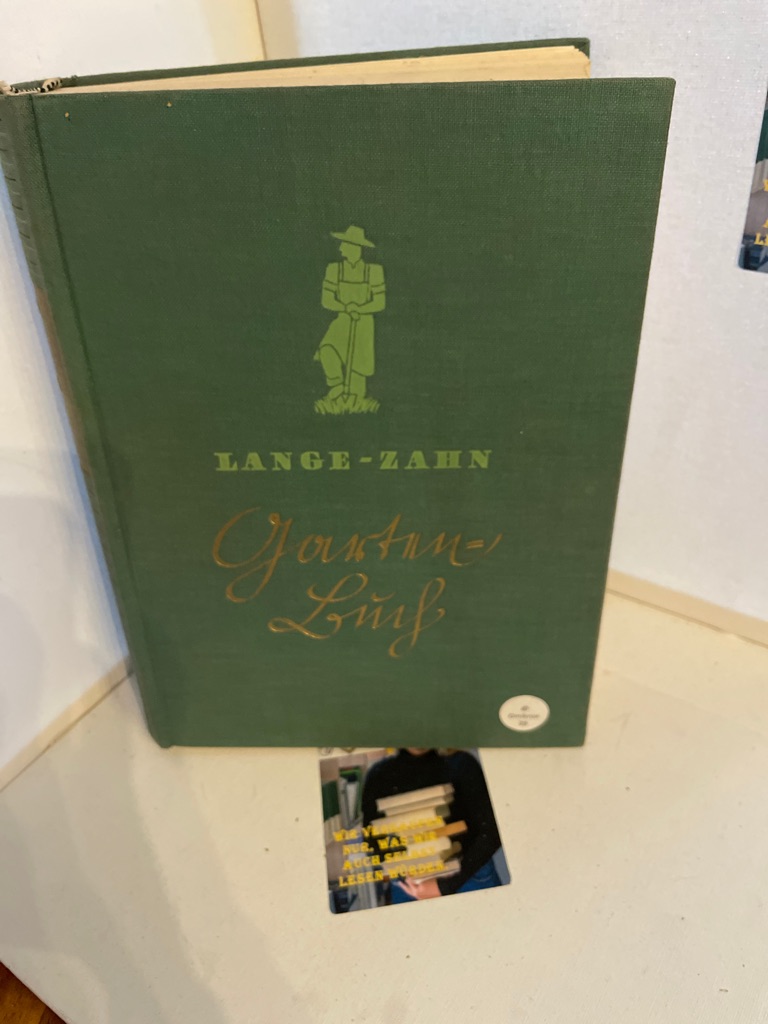 LANGE-ZAHN
Garten-
Buch
WIR VERKAUFEN
NUR, WAS WIR
AUCH SELBST
LESEN WÜRDEN.